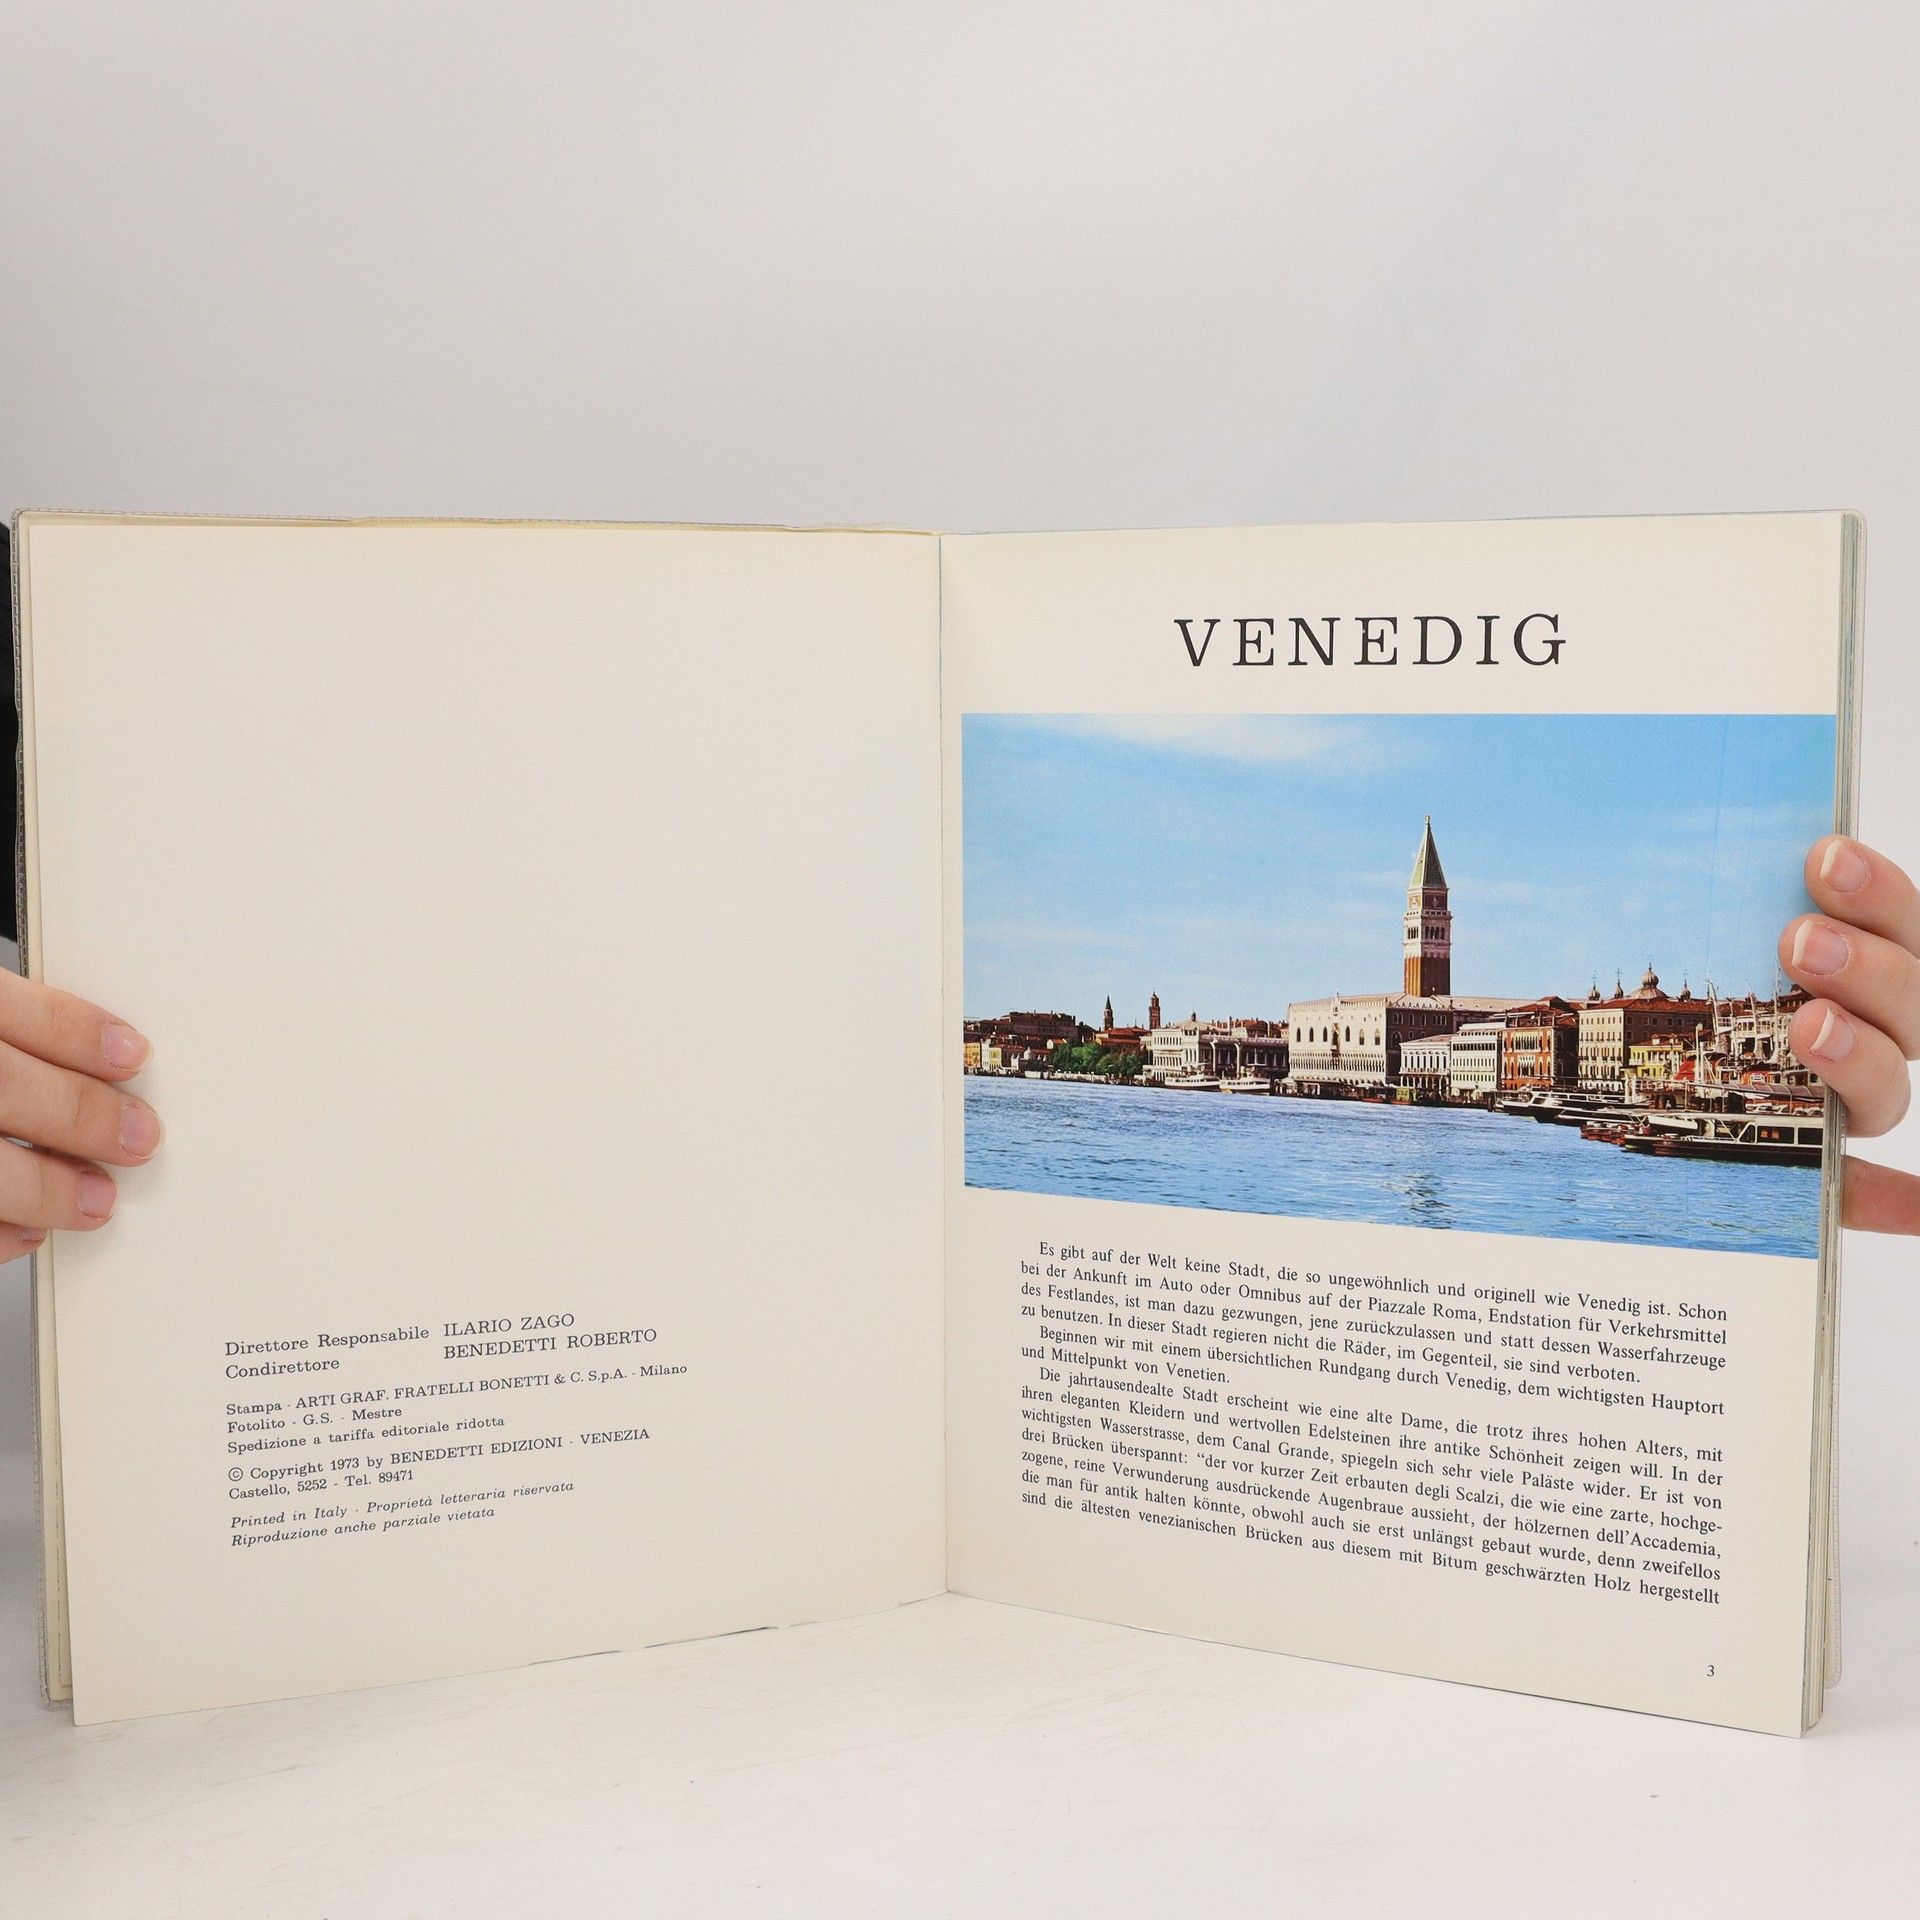 Direttore Responsabile ILARIO ZAGO
Condirettore BENEDETTI ROBERTO
Stampa - ARTI GRAF. FRATELLI BONETTI & C. S.p.A. - Milano
Fotolito - G.S. - Mestre
Spedizione a tariffa editoriale ridotta
© Copyright 1973 by BENEDETTI EDIZIONI - VENEZIA
Castello, 5252 - Tel. 89471
Printed in Italy - Proprietà letteraria riservata
Riproduzione anche parziale vietata
VENEDIG
Es gibt auf der Welt keine Stadt, die so ungewöhnlich und originell wie Venedig ist. Schon
bei der Ankunft im Auto oder Omnibus auf der Piazzale Roma, Endstation für Verkehrsmittel
des Festlandes, ist man dazu gezwungen, jene zurückzulassen und statt dessen Wasserfahrzeuge
zu benutzen. In dieser Stadt regieren nicht die Räder, im Gegenteil, sie sind verboten.
Beginnen wir mit einem übersichtlichen Rundgang durch Venedig, dem wichtigsten Hauptort
und Mittelpunkt von Venetien.
Die jahrtausendealte Stadt erscheint wie eine alte Dame, die trotz ihres hohen Alters, mit
ihren eleganten Kleidern und wertvollen Edelsteinen ihre antike Schönheit zeigen will. In der
wichtigsten Wasserstrasse, dem Canal Grande, spiegeln sich sehr viele Paläste wider. Er ist von
drei Brücken überspannt: “der vor kurzer Zeit erbauten degli Scalzi, die wie eine zarte, hochge-
zogene, reine Verwunderung ausdrückende Augenbraue aussieht, der hölzernen dell’Accademia,
die man für antik halten könnte, obwohl auch sie erst unlängst gebaut wurde, denn zweifellos
sind die ältesten venezianischen Brücken aus diesem mit Bitum geschwärzten Holz hergestellt
3